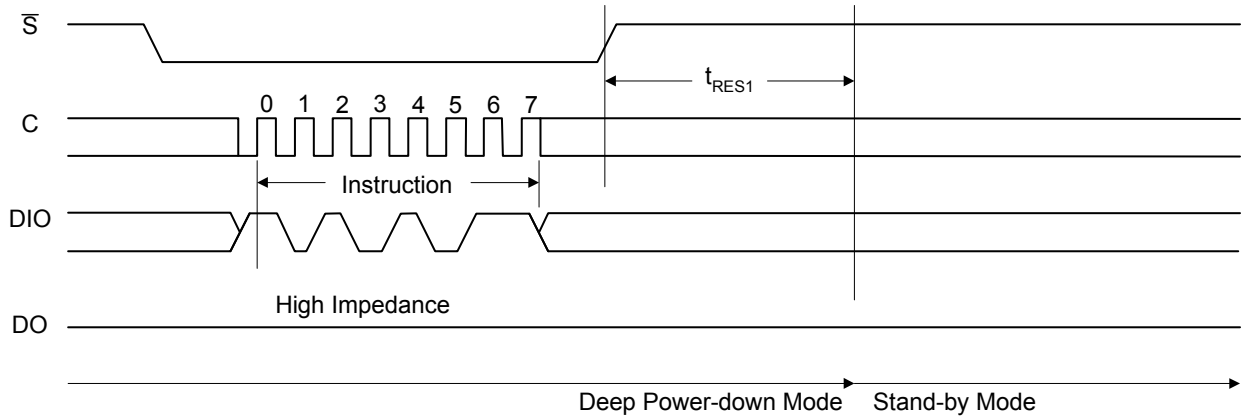 S̅
C
0 1 2 3 4 5 6 7
tRES1
Instruction
DIO
High Impedance
DO
Deep Power-down Mode
Stand-by Mode